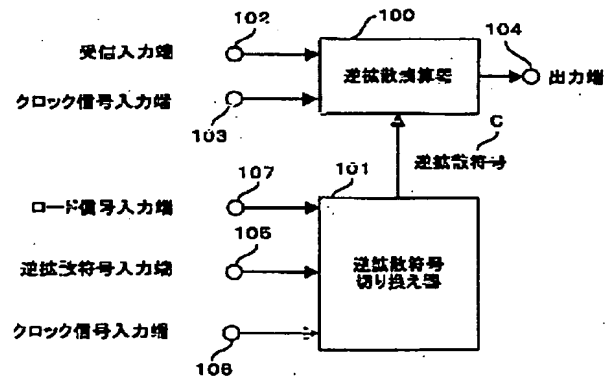 102
100
104
受信入力端
逆拡散演算器
出力端
クロック信号入力端
103
C
逆拡散符号
107
101
ロード信号入力端
105
逆拡散符号入力端
逆拡散符号
切り換え器
クロック信号入力端
106